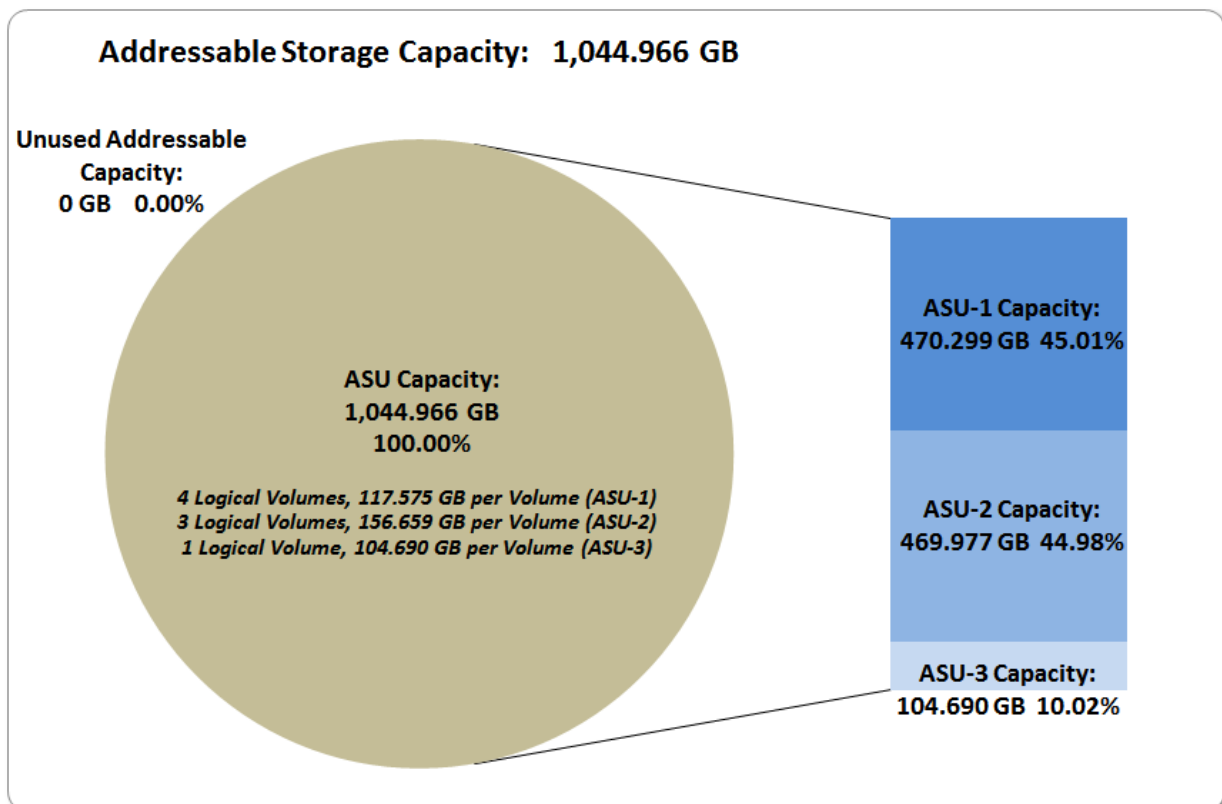 Addressable Storage Capacity: 1,044.966 GB
Unused Addressable
Capacity:
0 GB 0.00%
ASU Capacity:
1,044.966 GB
100.00%
4 Logical Volumes, 117.575 GB per Volume (ASU-1)
3 Logical Volumes, 156.659 GB per Volume (ASU-2)
1 Logical Volume, 104.690 GB per Volume (ASU-3)
ASU-1 Capacity:
470.299 GB 45.01%
ASU-2 Capacity:
469.977 GB 44.98%
ASU-3 Capacity:
104.690 GB 10.02%